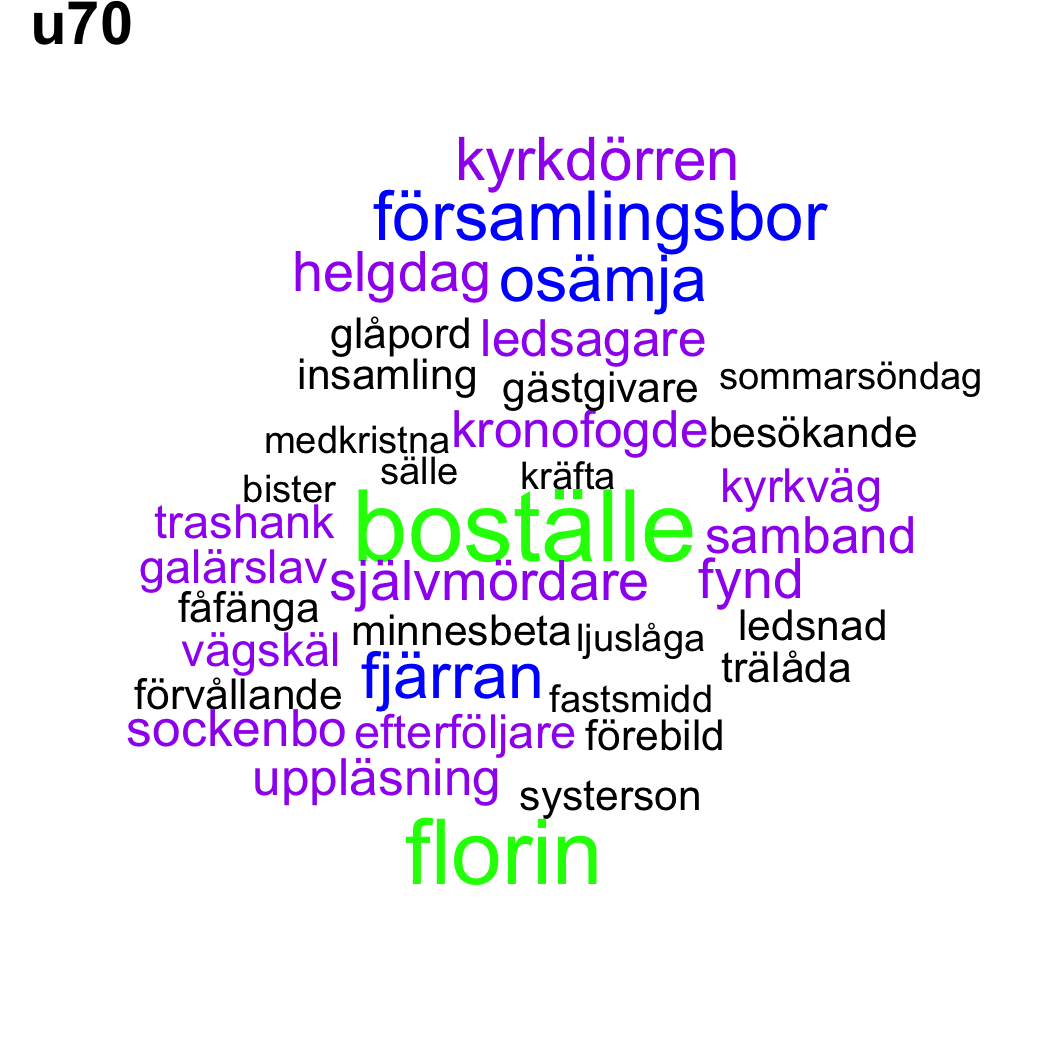 u70
kyrkdörren
församlingsbor
helgdag osämja
glåpord ledsagare
insamling gästgivare sommarsöndag
medkristna kronofogde besökande
sälle kräfta
bister kyrkväg
trashank boställe samband
galärslav självmördare fynd
fåfänga minnesbeta ljuslåga ledsnad
vägskäl fjärran trälåda
förvållande fastsmidd
sockenbo efterföljare förebild
uppläsning systerson
florin